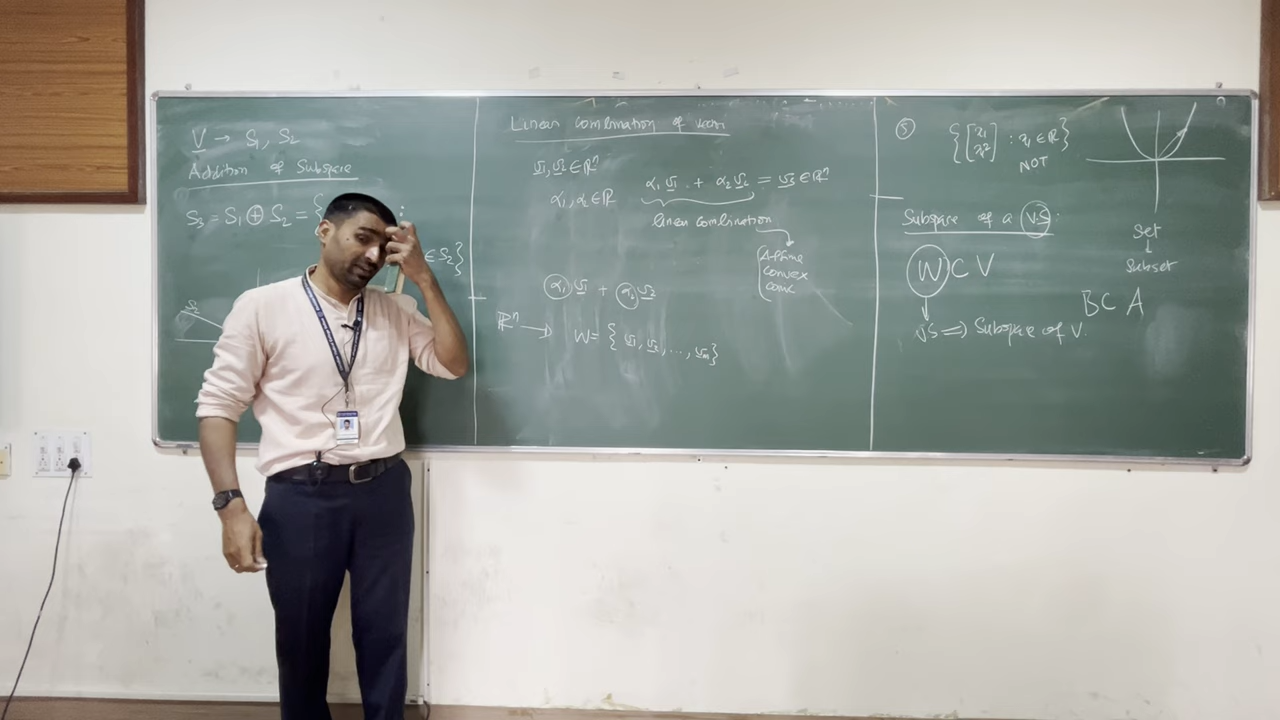 V → S1, S2
Addition of Subspace
S3 = S1 ⊕ S2 = {
:
∈ S2}
S2
Linear Combination of
v1, v2 ∈ ℝⁿ
α1, α2 ∈ ℝ
α1 v1 + α2 v2 = v3 ∈ ℝⁿ
linear combination
Affine
Convex
Conic
α1 v1 + α2 v2
ℝⁿ → W = { v1, v2, ..., vm}
5
{[x1 x1²] : x1 ∈ ℝ}
NOT
Subspace of a V.S :
W ⊂ V
VS ⇒ Subspace of V.
Set
↓
Subset
B ⊂ A